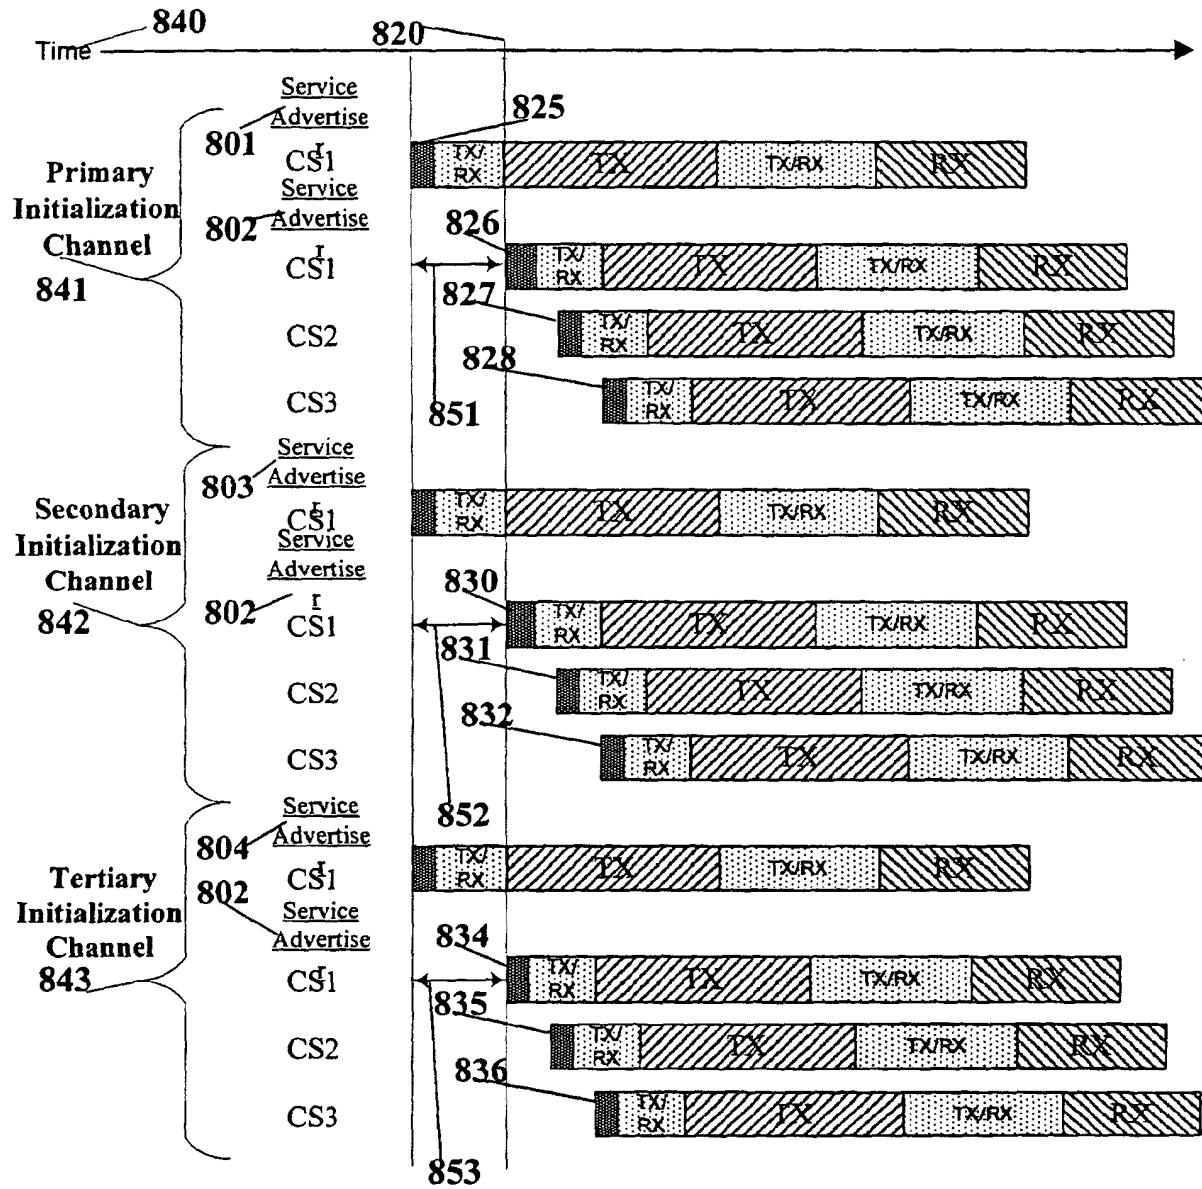 840
820
Time
Service
Advertise
r
801
825
CS1
TX/
RX
TX
TX/RX
RX
Primary
Initialization
Channel
841
Service
Advertise
r
802
826
CS1
TX/
RX
TX
TX/RX
RX
827
CS2
TX/
RX
TX
TX/RX
RX
828
CS3
TX/
RX
TX
TX/RX
RX
851
Service
Advertise
r
803
CS1
TX/
RX
TX
TX/RX
RX
Secondary
Initialization
Channel
842
Service
Advertise
r
802
830
CS1
TX/
RX
TX
TX/RX
RX
831
CS2
TX/
RX
TX
TX/RX
RX
832
CS3
TX/
RX
TX
TX/RX
RX
852
Service
Advertise
r
804
CS1
TX/
RX
TX
TX/RX
RX
Tertiary
Initialization
Channel
843
802
Service
Advertise
r
834
CS1
TX/
RX
TX
TX/RX
RX
835
CS2
TX/
RX
TX
TX/RX
RX
836
CS3
TX/
RX
TX
TX/RX
RX
853